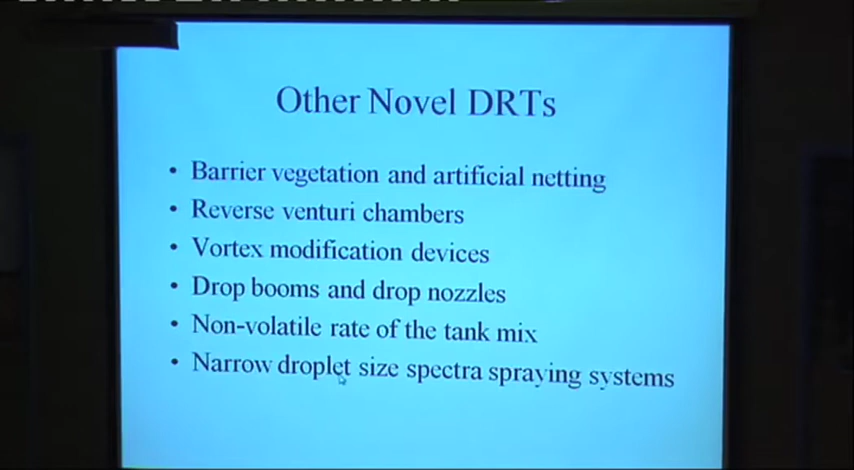 Other Novel DRTs
• Barrier vegetation and artificial netting
• Reverse venturi chambers
• Vortex modification devices
• Drop booms and drop nozzles
• Non-volatile rate of the tank mix
• Narrow droplet size spectra spraying systems